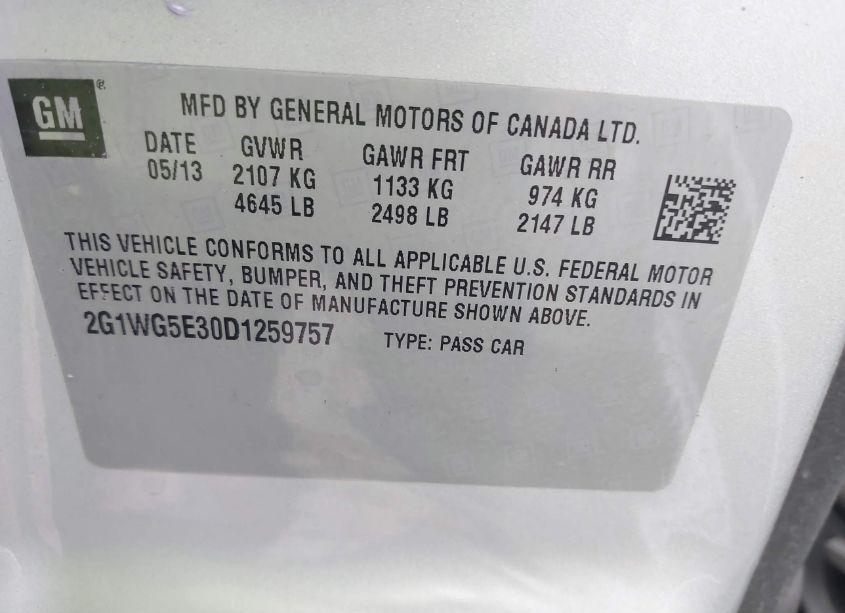 GM®
MFD BY GENERAL MOTORS OF CANADA LTD.
DATE GVWR GAWR FRT GAWR RR
05/13 2107 KG 1133 KG 974 KG
4645 LB 2498 LB 2147 LB
THIS VEHICLE CONFORMS TO ALL APPLICABLE U.S. FEDERAL MOTOR
VEHICLE SAFETY, BUMPER, AND THEFT PREVENTION STANDARDS IN
EFFECT ON THE DATE OF MANUFACTURE SHOWN ABOVE.
2G1WG5E30D1259757 TYPE: PASS CAR